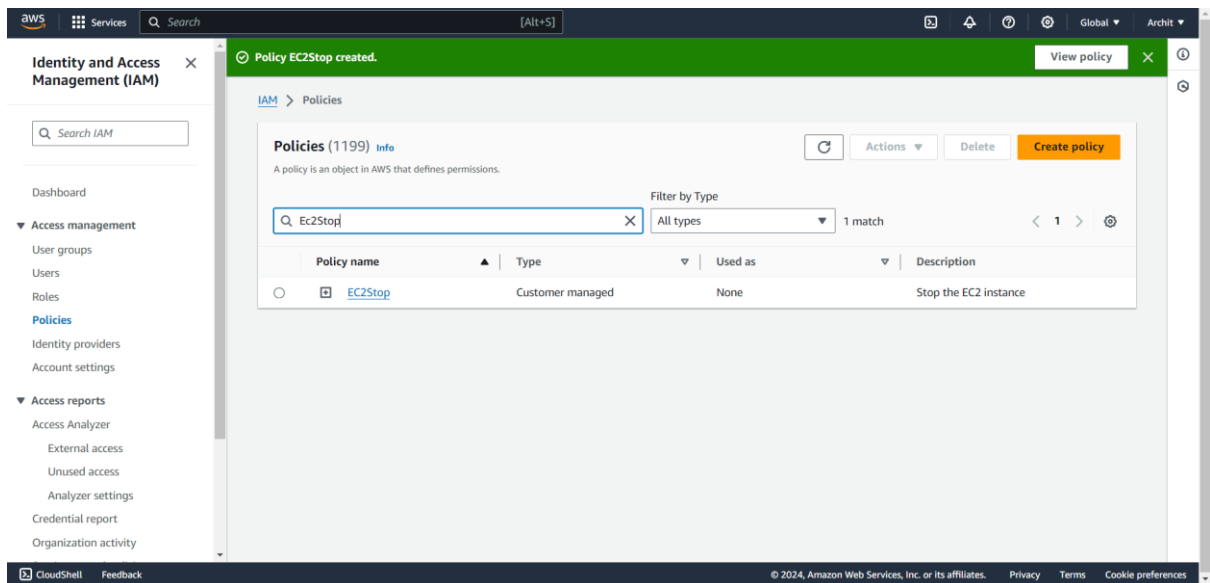 aws Services Search [Alt+S] Global ▼ Archit ▼
Identity and Access Management (IAM)
Search IAM
Dashboard
Access management
User groups
Users
Roles
Policies
Identity providers
Account settings
Access reports
Access Analyzer
External access
Unused access
Analyzer settings
Credential report
Organization activity
Policy EC2Stop created. View policy
IAM > Policies
Policies (1199) Info Actions ▼ Delete Create policy
A policy is an object in AWS that defines permissions.
Filter by Type
Ec2Stop All types 1 match < 1 >
Policy name Type Used as Description
EC2Stop Customer managed None Stop the EC2 instance
CloudShell Feedback © 2024, Amazon Web Services, Inc. or its affiliates. Privacy Terms Cookie preferences